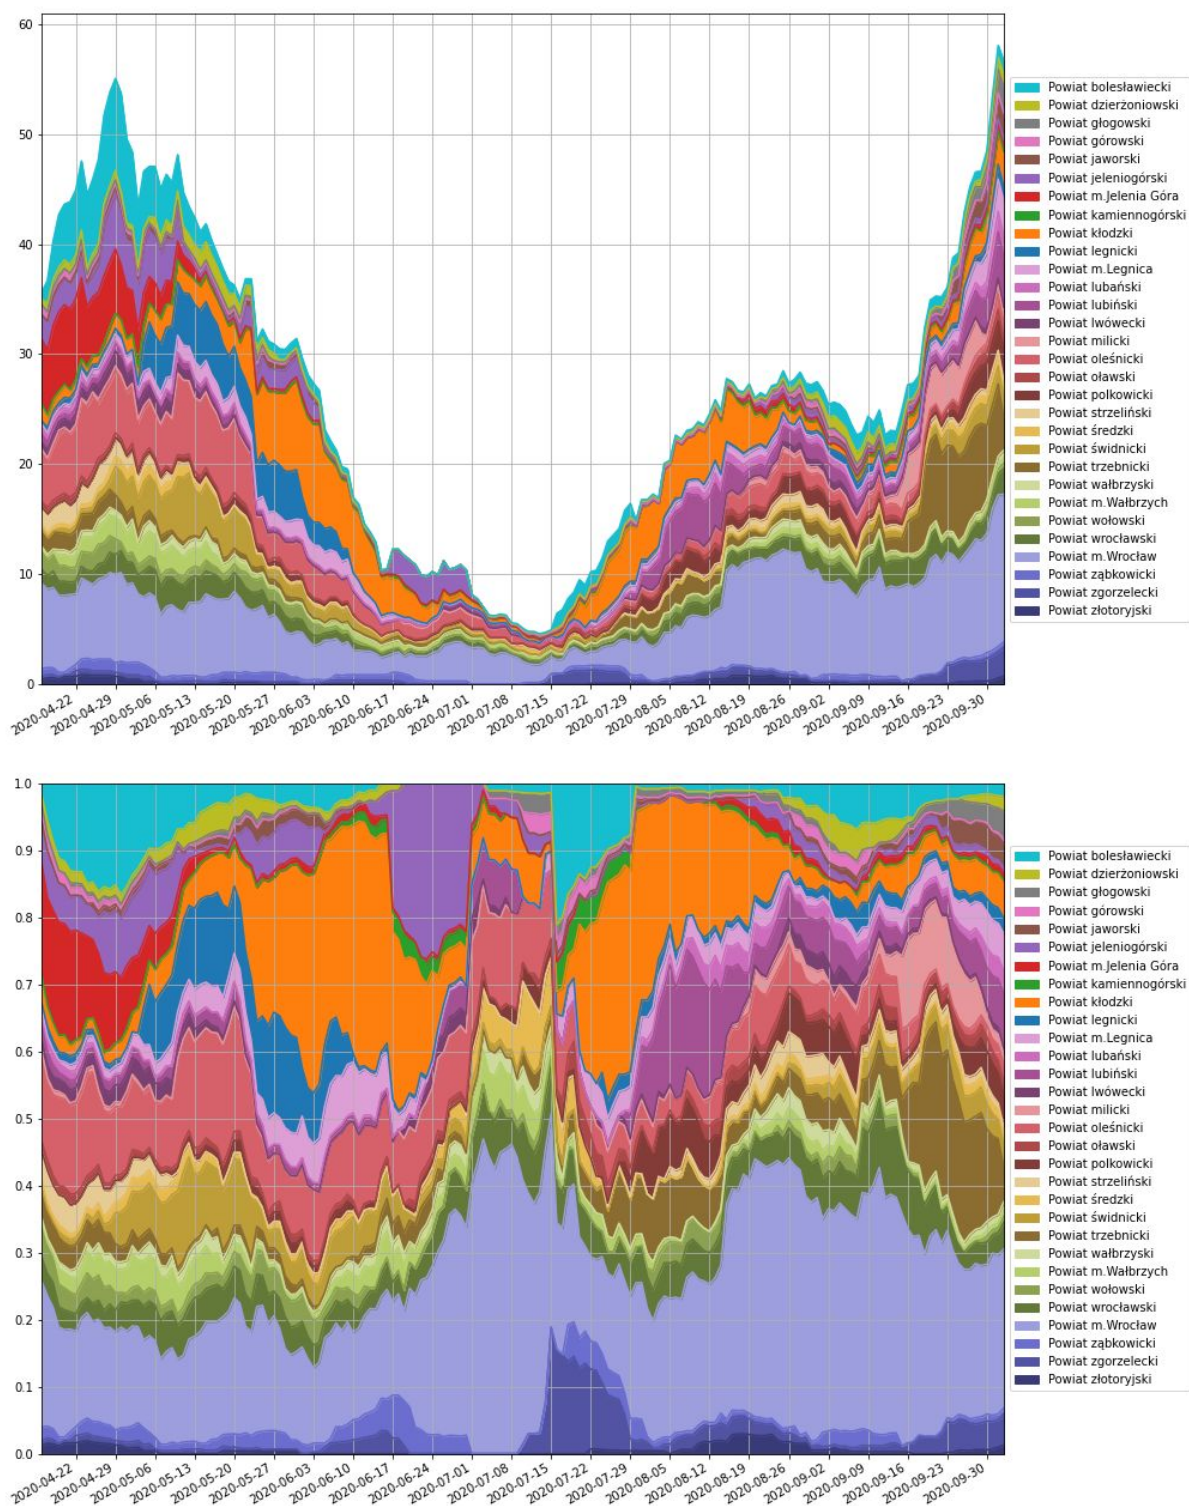 60
50
40
30
20
10
0
2020-04-22
2020-04-29
2020-05-06
2020-05-13
2020-05-20
2020-05-27
2020-06-03
2020-06-10
2020-06-17
2020-06-24
2020-07-01
2020-07-08
2020-07-15
2020-07-22
2020-07-29
2020-08-05
2020-08-12
2020-08-19
2020-08-26
2020-09-02
2020-09-09
2020-09-16
2020-09-23
2020-09-30
Powiat bolesławiecki
Powiat dzierżoniowski
Powiat głogowski
Powiat górowski
Powiat jaworski
Powiat jeleniogórski
Powiat m.Jelenia Góra
Powiat kamiennogórski
Powiat kłodzki
Powiat legnicki
Powiat m.Legnica
Powiat lubański
Powiat lubiński
Powiat lwówecki
Powiat milicki
Powiat oleśnicki
Powiat oławski
Powiat polkowicki
Powiat strzeliński
Powiat średzki
Powiat świdnicki
Powiat trzebnicki
Powiat wałbrzyski
Powiat m.Wałbrzych
Powiat wołowski
Powiat wrocławski
Powiat m.Wrocław
Powiat ząbkowicki
Powiat zgorzelecki
Powiat złotoryjski
1.0
0.9
0.8
0.7
0.6
0.5
0.4
0.3
0.2
0.1
0.0
2020-04-22
2020-04-29
2020-05-06
2020-05-13
2020-05-20
2020-05-27
2020-06-03
2020-06-10
2020-06-17
2020-06-24
2020-07-01
2020-07-08
2020-07-15
2020-07-22
2020-07-29
2020-08-05
2020-08-12
2020-08-19
2020-08-26
2020-09-02
2020-09-09
2020-09-16
2020-09-23
2020-09-30
Powiat bolesławiecki
Powiat dzierżoniowski
Powiat głogowski
Powiat górowski
Powiat jaworski
Powiat jeleniogórski
Powiat m.Jelenia Góra
Powiat kamiennogórski
Powiat kłodzki
Powiat legnicki
Powiat m.Legnica
Powiat lubański
Powiat lubiński
Powiat lwówecki
Powiat milicki
Powiat oleśnicki
Powiat oławski
Powiat polkowicki
Powiat strzeliński
Powiat średzki
Powiat świdnicki
Powiat trzebnicki
Powiat wałbrzyski
Powiat m.Wałbrzych
Powiat wołowski
Powiat wrocławski
Powiat m.Wrocław
Powiat ząbkowicki
Powiat zgorzelecki
Powiat złotoryjski